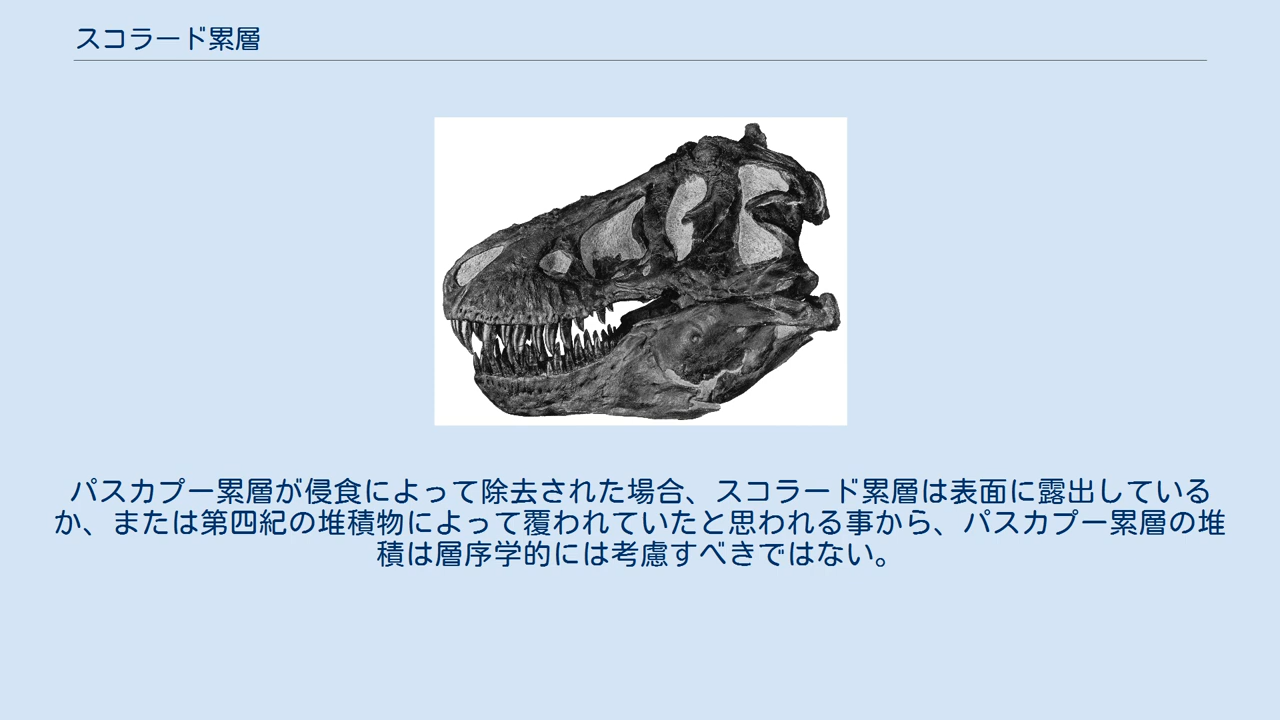 スコラード累層
パスカプー累層が侵食によって除去された場合、スコラード累層は表面に露出している
か、または第四紀の堆積物によって覆われていたと思われる事から、パスカプー累層の堆
積は層序学的には考慮すべきではない。